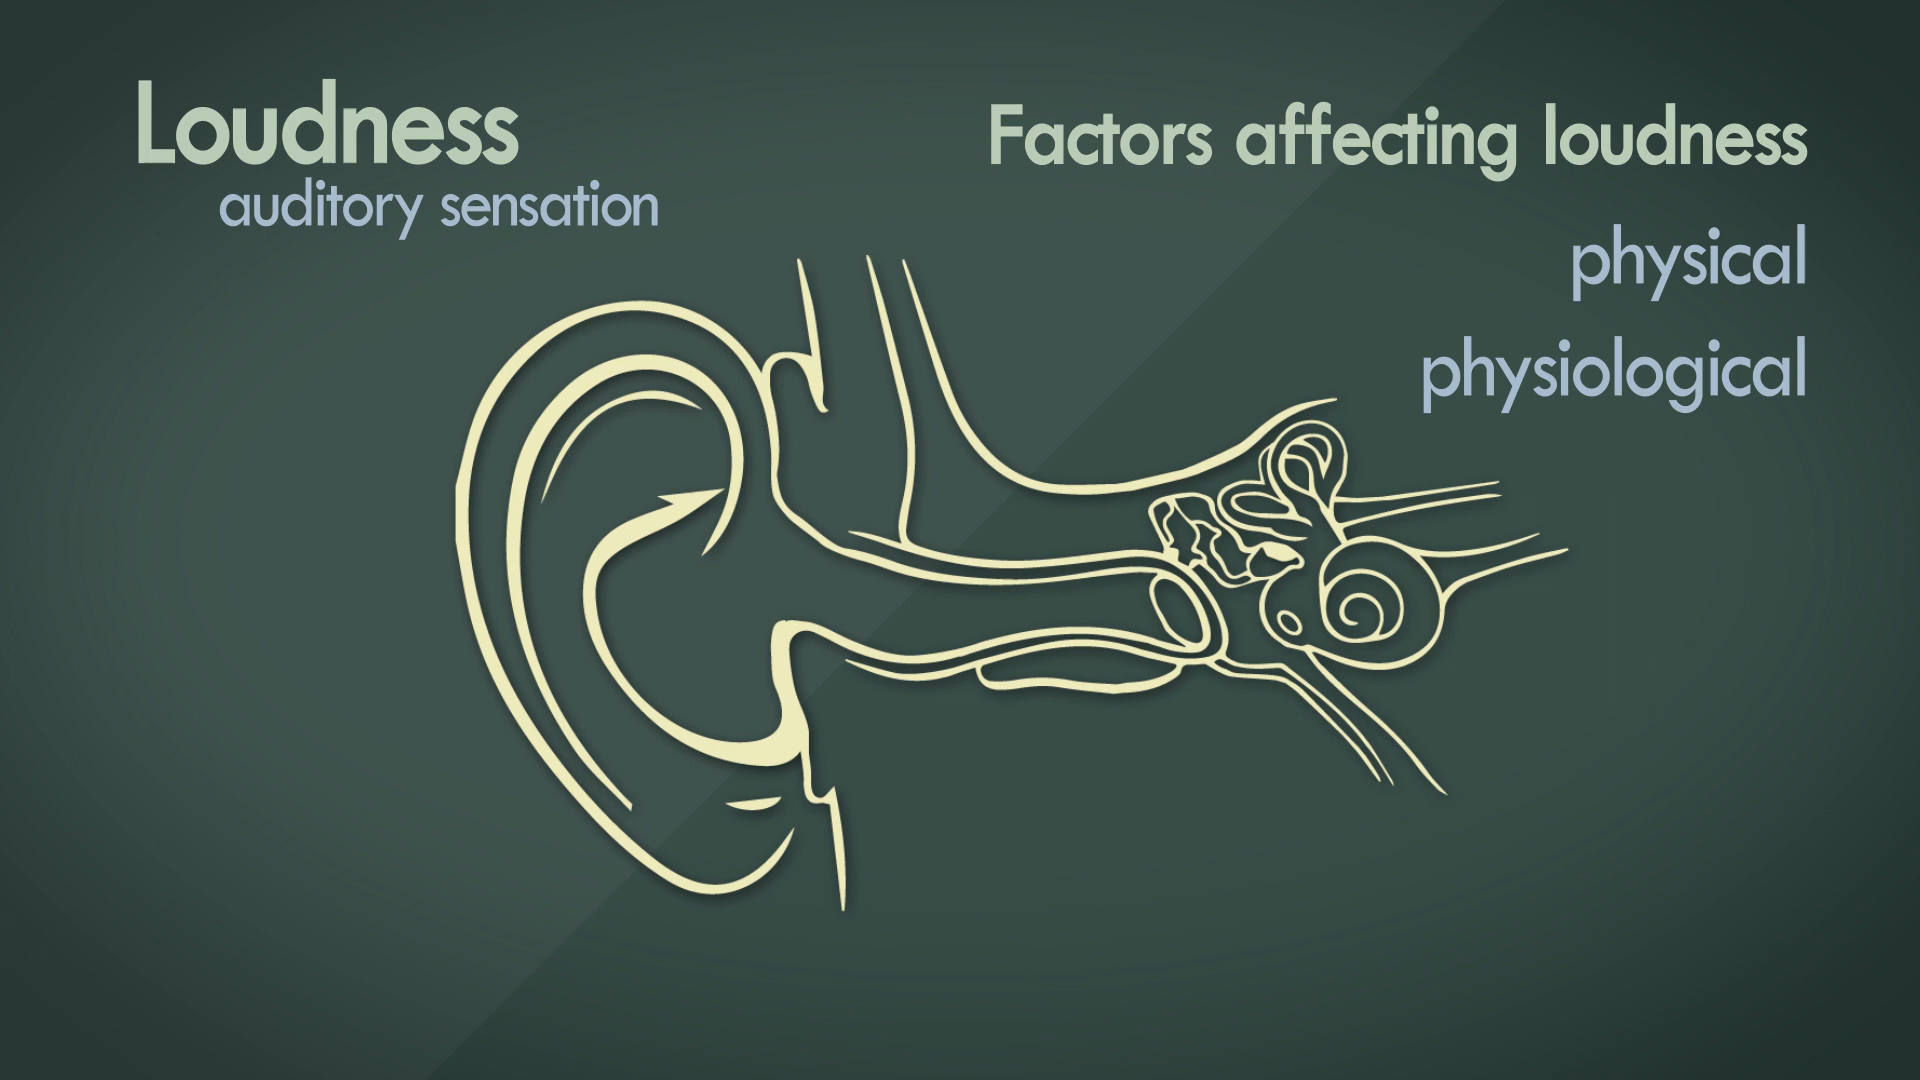 Loudness
auditory sensation
Factors affecting loudness
physical
physiological